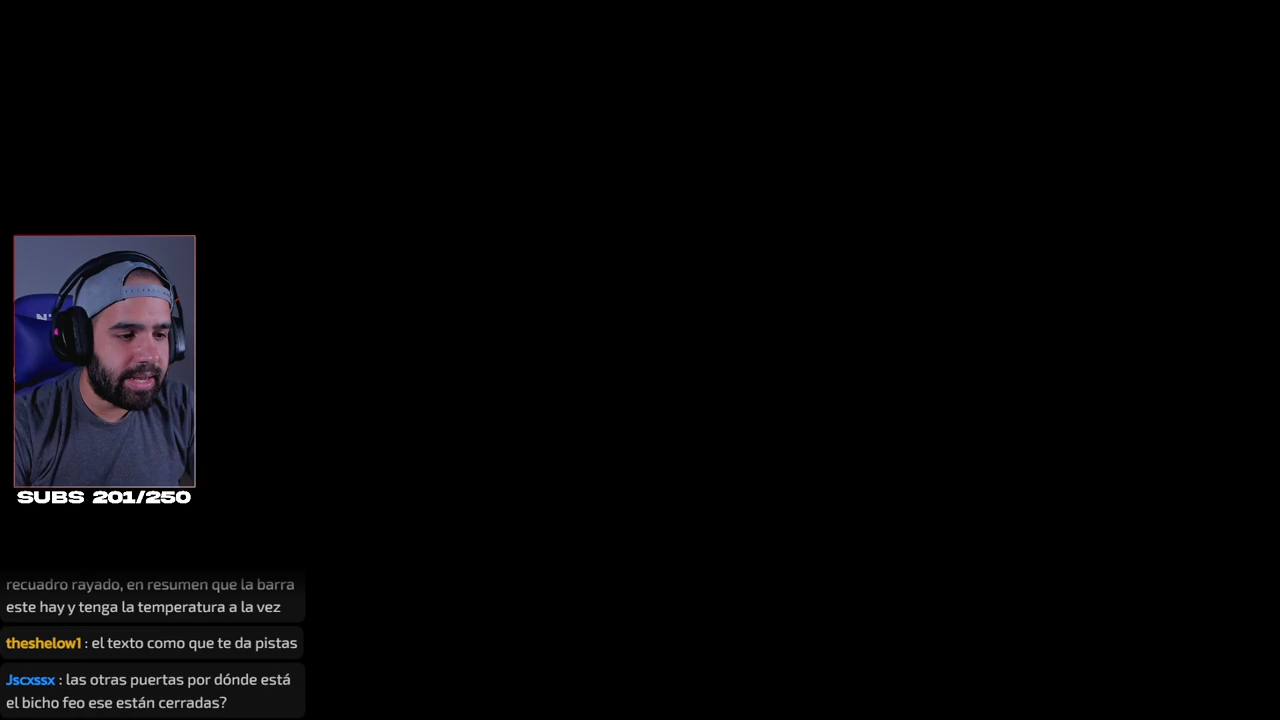 SUBS 201/250
recuadro rayado, en resumen que la barra
este hay y tenga la temperatura a la vez
theshelow1 : el texto como que te da pistas
Jscxssx : las otras puertas por dónde está
el bicho feo ese están cerradas?